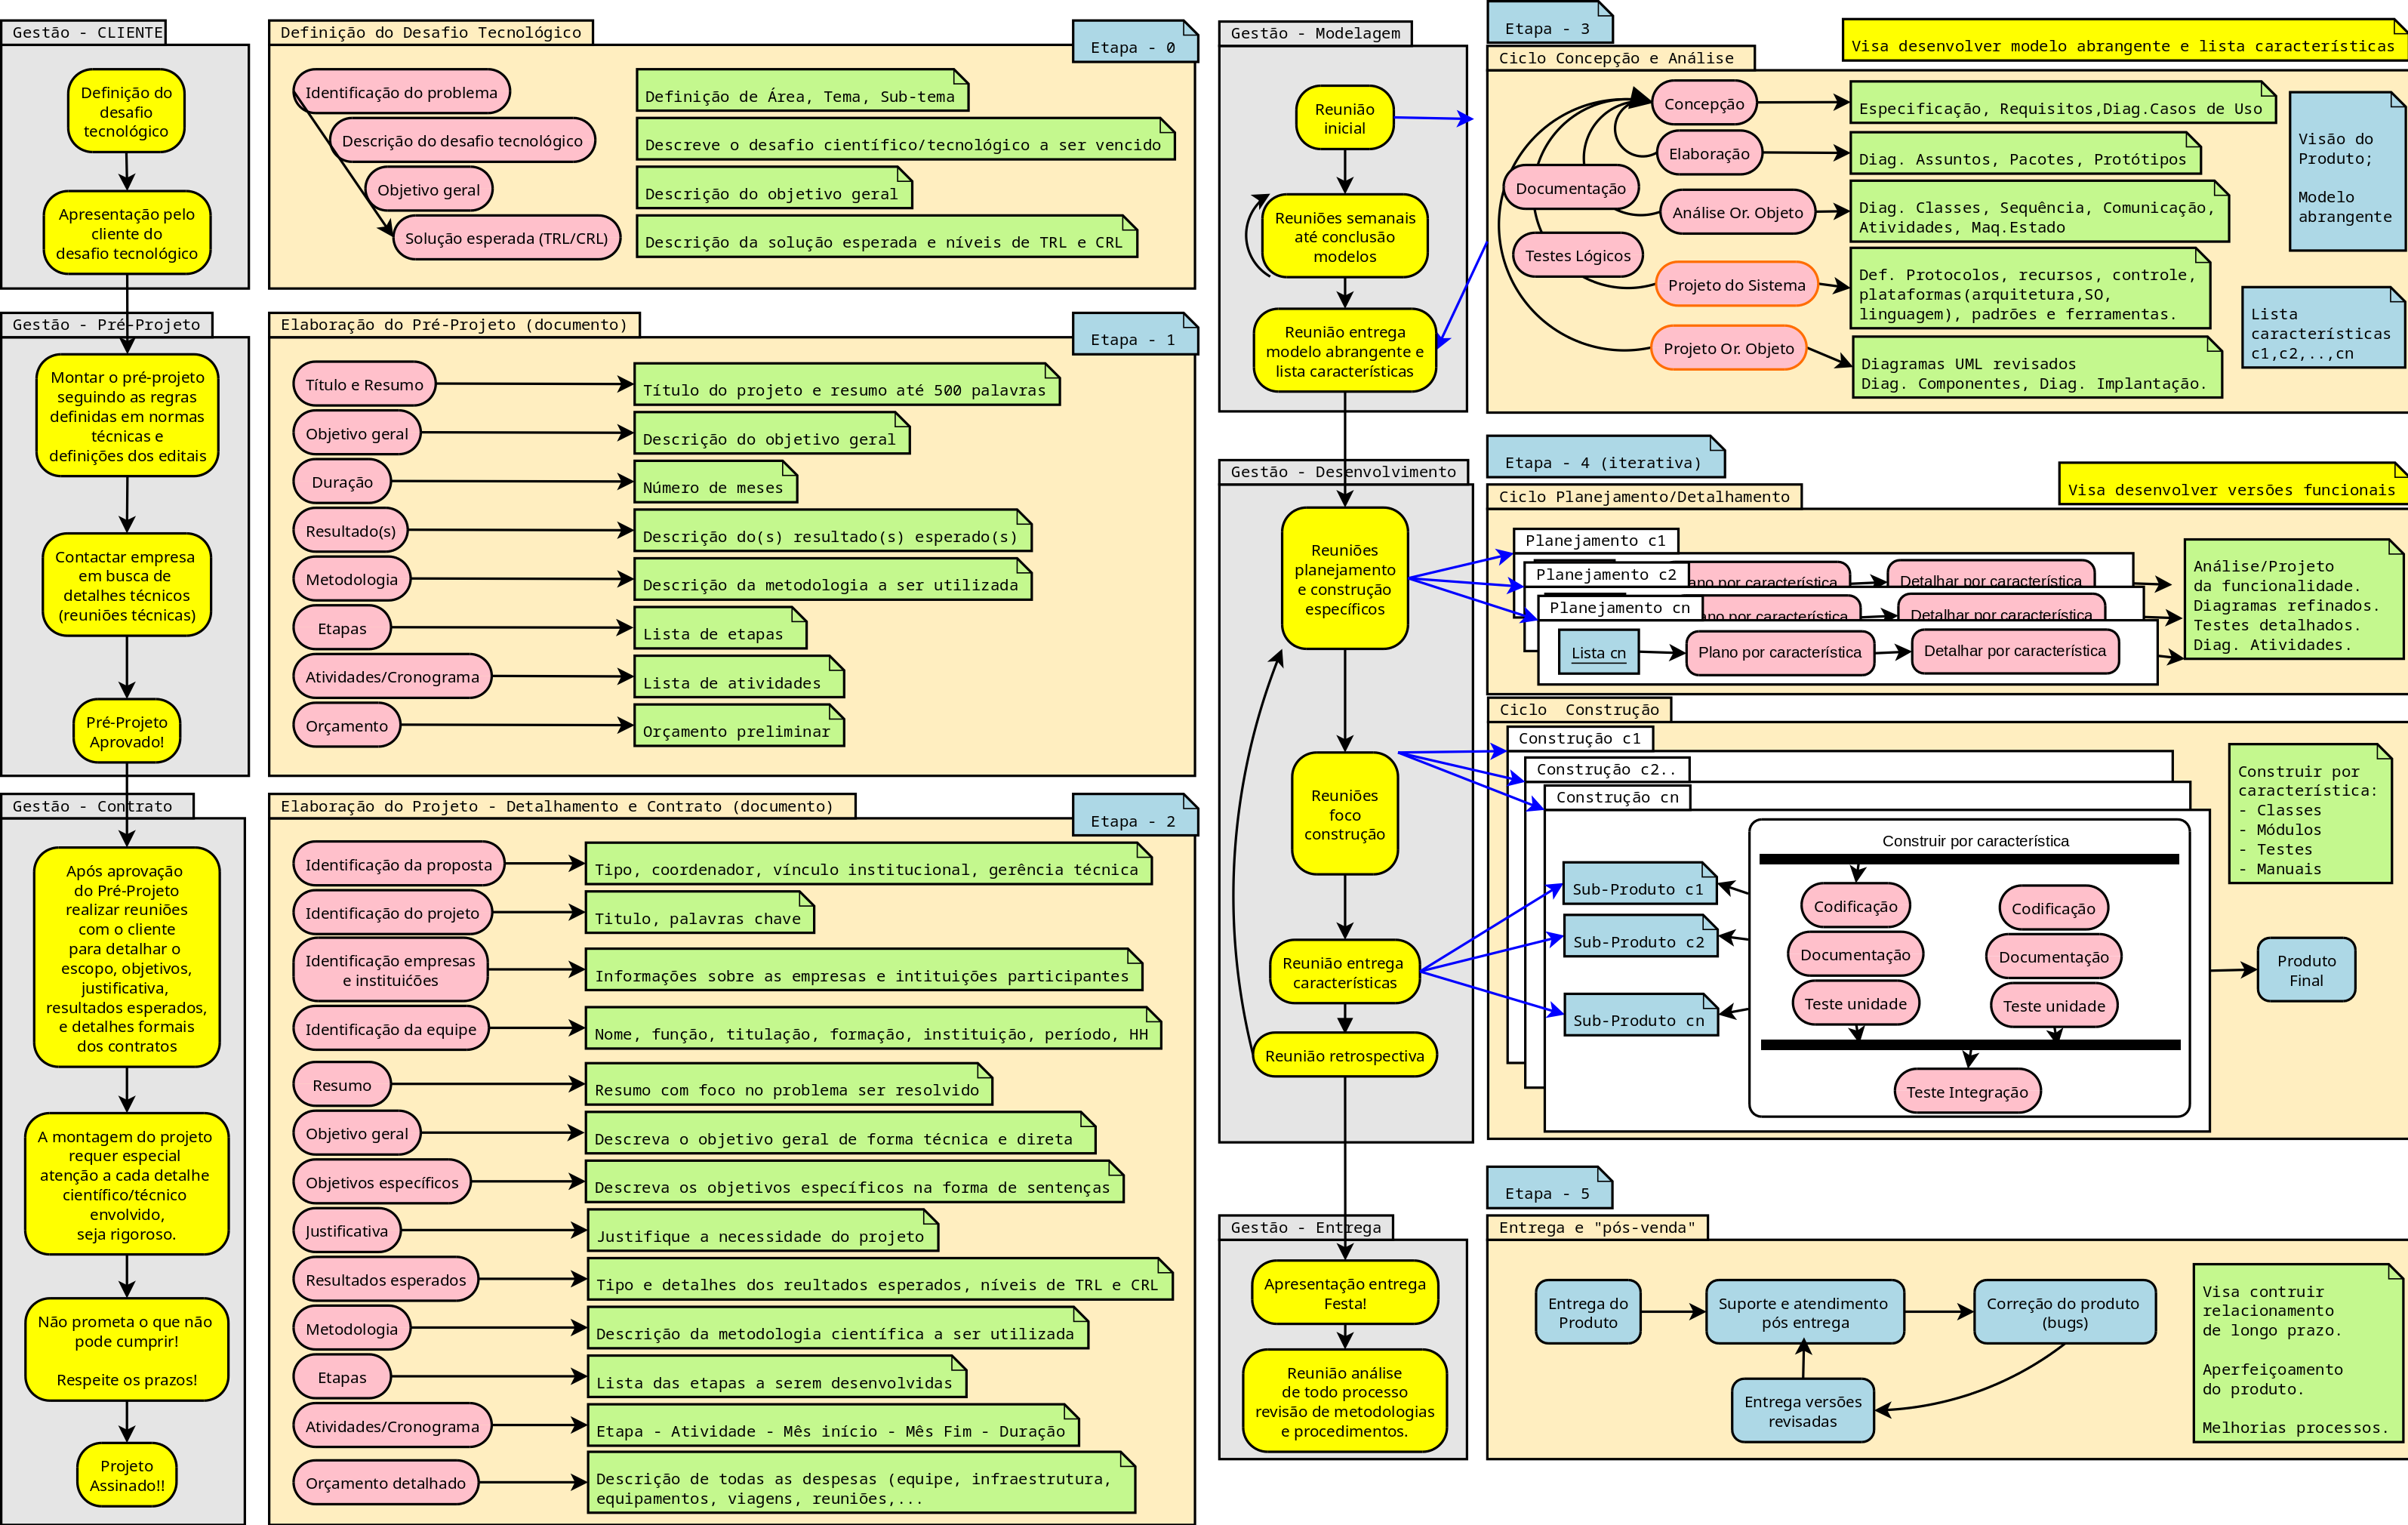 Gestão - CLIENTE
Definição do
desafio
tecnológico
Apresentação pelo
cliente do
desafio tecnológico
Definição do Desafio Tecnológico
Etapa - 0
Identificação do problema
Definição de Área, Tema, Sub-tema
Descrição do desafio tecnológico
Descreve o desafio científico/tecnológico a ser vencido
Objetivo geral
Descrição do objetivo geral
Solução esperada (TRL/CRL)
Descrição da solução esperada e níveis de TRL e CRL
Gestão - Pré-Projeto
Montar o pré-projeto
seguindo as regras
definidas em normas
técnicas e
definições dos editais
Contactar empresa
em busca de
detalhes técnicos
(reuniões técnicas)
Pré-Projeto
Aprovado!
Elaboração do Pré-Projeto (documento)
Etapa - 1
Título e Resumo
Título do projeto e resumo até 500 palavras
Objetivo geral
Descrição do objetivo geral
Duração
Número de meses
Resultado(s)
Descrição do(s) resultado(s) esperado(s)
Metodologia
Descrição da metodologia a ser utilizada
Etapas
Lista de etapas
Atividades/Cronograma
Lista de atividades
Orçamento
Orçamento preliminar
Gestão - Contrato
Após aprovação
do Pré-Projeto
realizar reuniões
com o cliente
para detalhar o
escopo, objetivos,
justificativa,
resultados esperados,
e detalhes formais
dos contratos
A montagem do projeto
requer especial
atenção a cada detalhe
científico/técnico
envolvido,
seja rigoroso.
Não prometa o que não
pode cumprir!
Respeite os prazos!
Projeto
Assinado!!
Elaboração do Projeto - Detalhamento e Contrato (documento)
Etapa - 2
Identificação da proposta
Tipo, coordenador, vínculo institucional, gerência técnica
Identificação do projeto
Titulo, palavras chave
Identificação empresas
e instituições
Informações sobre as empresas e intituições participantes
Identificação da equipe
Nome, função, titulação, formação, instituição, período, HH
Resumo
Resumo com foco no problema ser resolvido
Objetivo geral
Descreva o objetivo geral de forma técnica e direta
Objetivos específicos
Descreva os objetivos específicos na forma de sentenças
Justificativa
Justifique a necessidade do projeto
Resultados esperados
Tipo e detalhes dos reultados esperados, níveis de TRL e CRL
Metodologia
Descrição da metodologia científica a ser utilizada
Etapas
Lista das etapas a serem desenvolvidas
Atividades/Cronograma
Etapa - Atividade - Mês início - Mês Fim - Duração
Orçamento detalhado
Descrição de todas as despesas (equipe, infraestrutura,
equipamentos, viagens, reuniões,...
Gestão - Modelagem
Reunião
inicial
Reuniões semanais
até conclusão
modelos
Reunião entrega
modelo abrangente e
lista características
Etapa - 3
Visa desenvolver modelo abrangente e lista características
Ciclo Concepção e Análise
Concepção
Especificação, Requisitos,Diag.Casos de Uso
Elaboração
Diag. Assuntos, Pacotes, Protótipos
Documentação
Análise Or. Objeto
Diag. Classes, Sequência, Comunicação,
Atividades, Maq.Estado
Testes Lógicos
Projeto do Sistema
Def. Protocolos, recursos, controle,
plataformas(arquitetura,SO,
linguagem), padrões e ferramentas.
Projeto Or. Objeto
Diagramas UML revisados
Diag. Componentes, Diag. Implantação.
Visão do
Produto;
Modelo
abrangente
Lista
características
c1,c2,..,cn
Gestão - Desenvolvimento
Reuniões
planejamento
e construção
específicos
Reuniões
foco
construção
Reunião entrega
características
Reunião retrospectiva
Etapa - 4 (iterativa)
Visa desenvolver versões funcionais
Ciclo Planejamento/Detalhamento
Planejamento c1
por característica
Detalhar por característica
Planejamento c2
por característica
Detalhar por característica
Planejamento cn
Lista cn
Plano por característica
Detalhar por característica
Análise/Projeto
da funcionalidade.
Diagramas refinados.
Testes detalhados.
Diag. Atividades.
Ciclo  Construção
Construção c1
Construção c2..
Construção cn
Construir por característica
Sub-Produto c1
Sub-Produto c2
Sub-Produto cn
Codificação
Documentação
Teste unidade
Codificação
Documentação
Teste unidade
Teste Integração
Construir por
característica:
- Classes
- Módulos
- Testes
- Manuais
Produto
Final
Gestão - Entrega
Apresentação entrega
Festa!
Reunião análise
de todo processo
revisão de metodologias
e procedimentos.
Etapa - 5
Entrega e "pós-venda"
Entrega do
Produto
Suporte e atendimento
pós entrega
Correção do produto
(bugs)
Entrega versões
revisadas
Visa contruir
relacionamento
de longo prazo.
Aperfeiçoamento
do produto.
Melhorias processos.